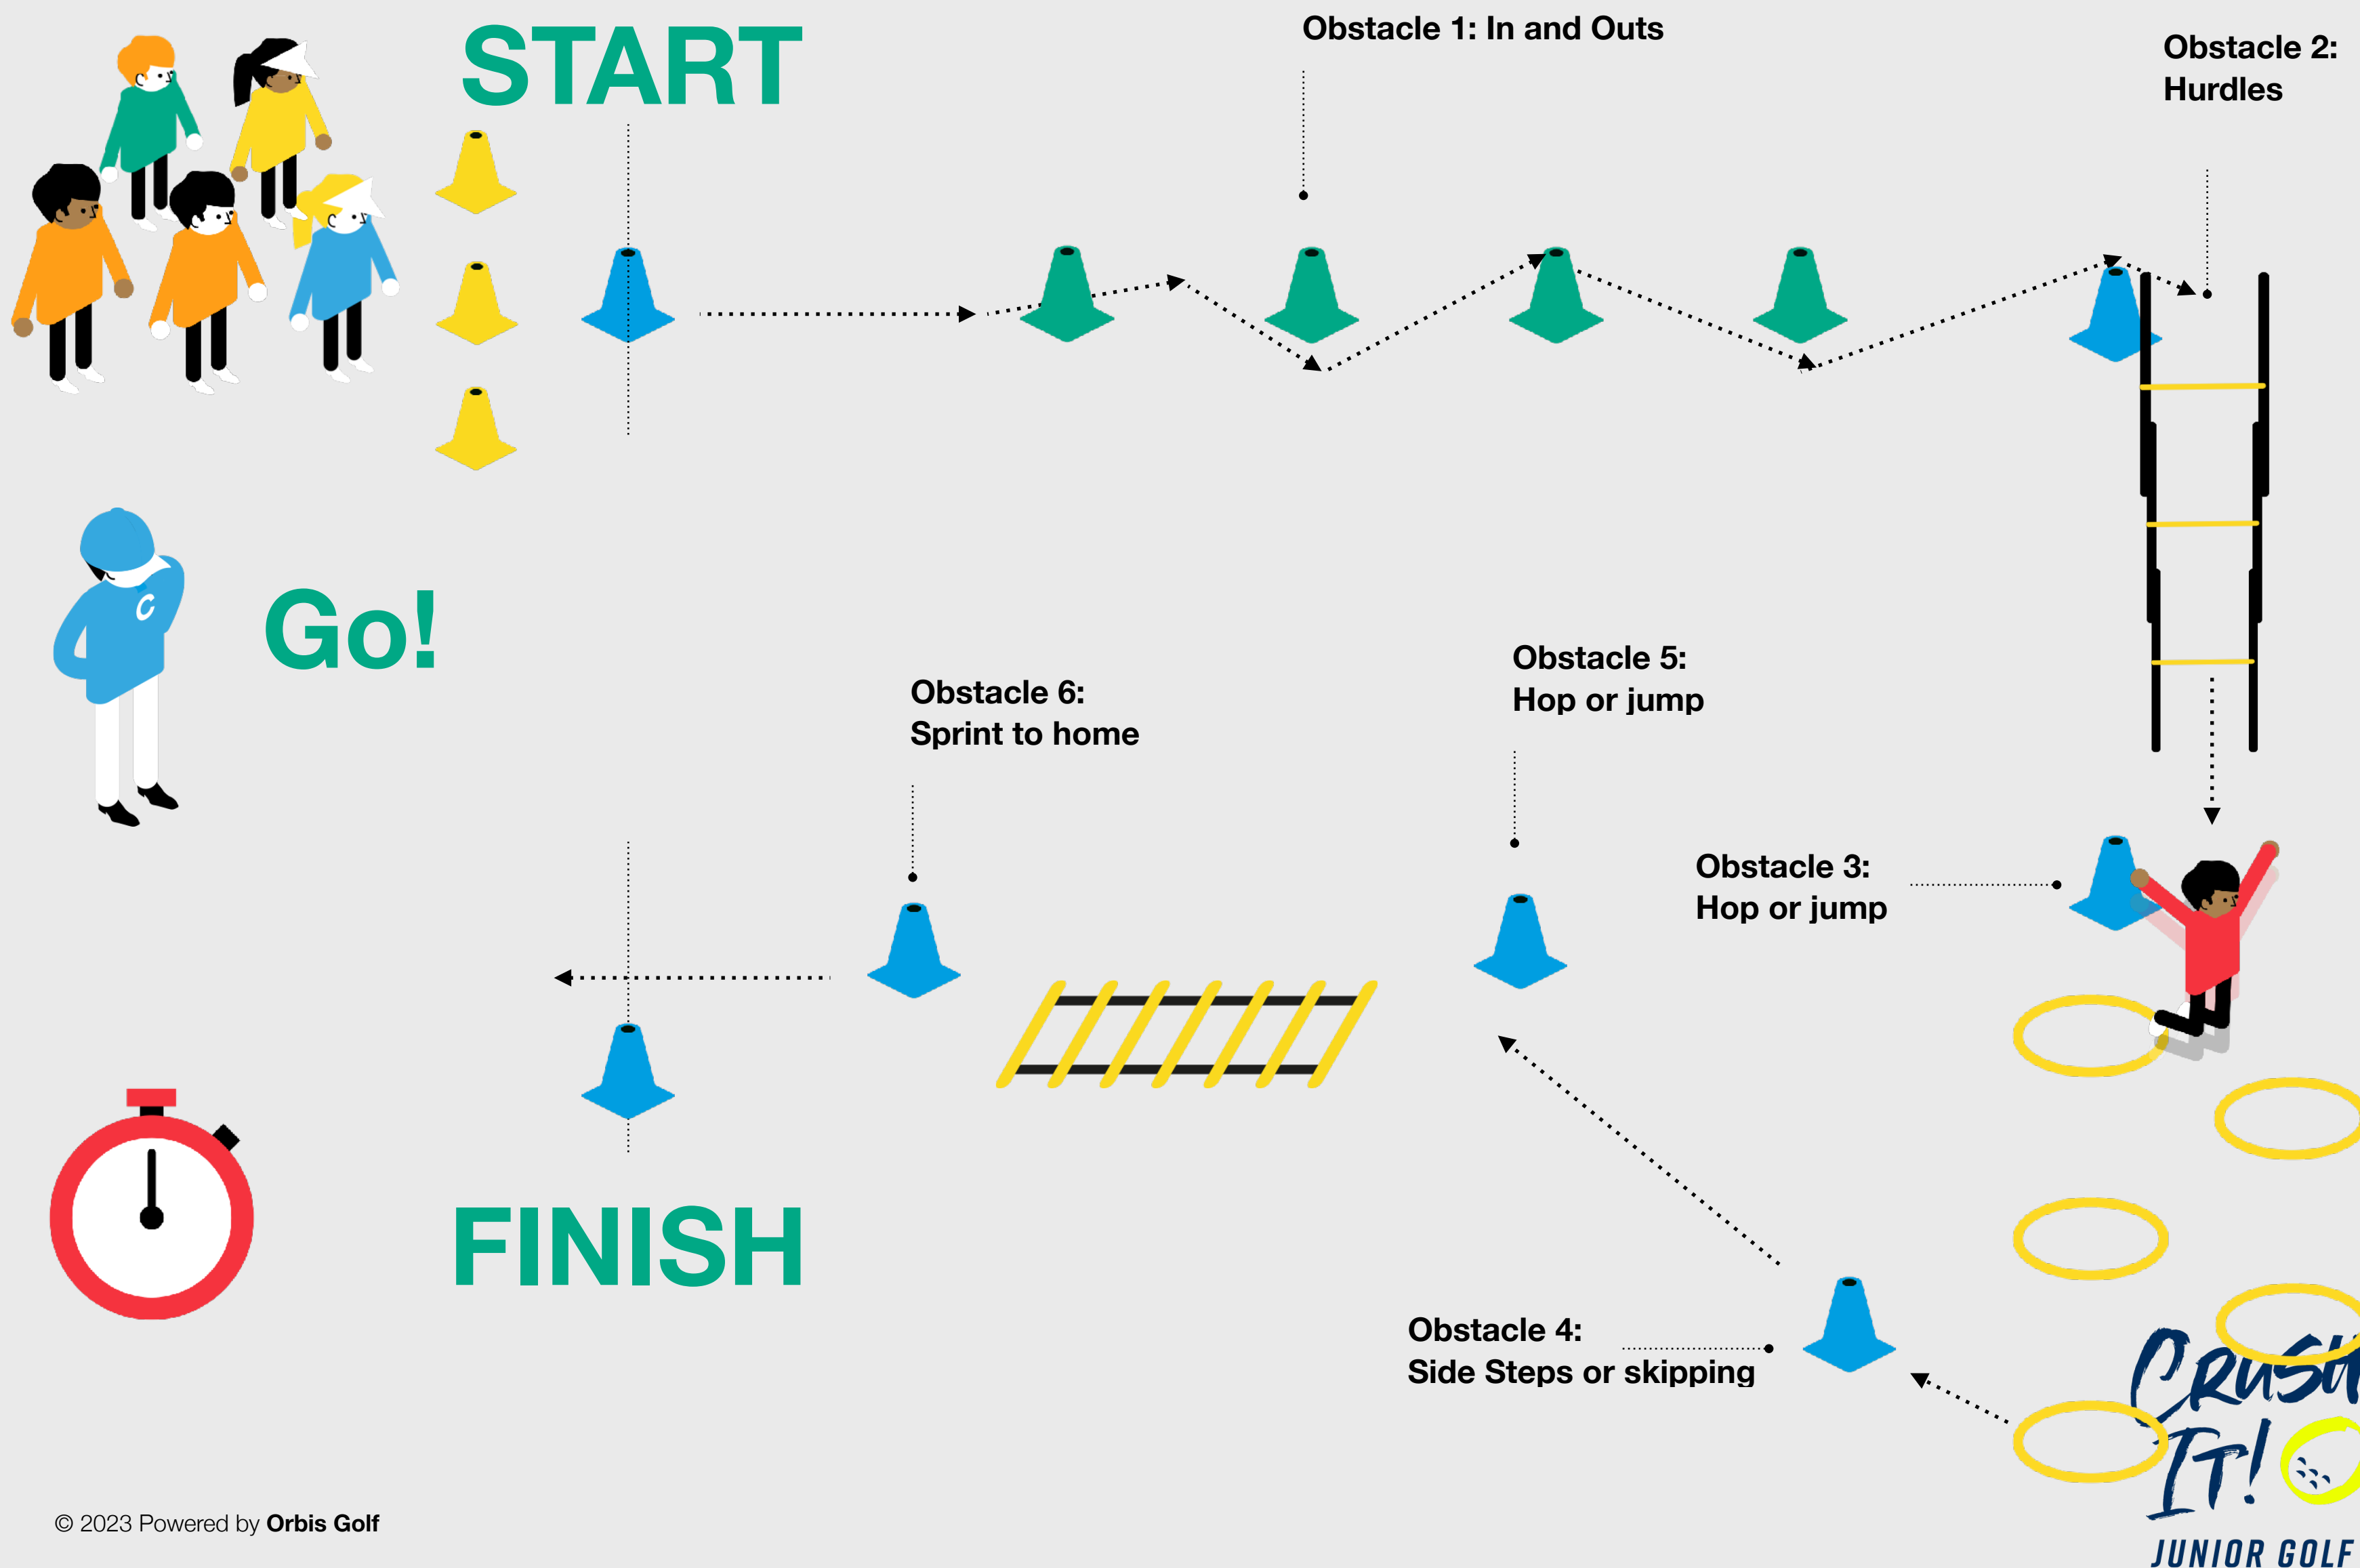 START
Obstacle 1: In and Outs
Obstacle 2:
Hurdles
C
Go!
Obstacle 5:
Hop or jump
Obstacle 6:
Sprint to home
Obstacle 3:
Hop or jump
FINISH
Obstacle 4:
Side Steps or skipping
CRUSH
IT!
JUNIOR GOLF
© 2023 Powered by Orbis Golf